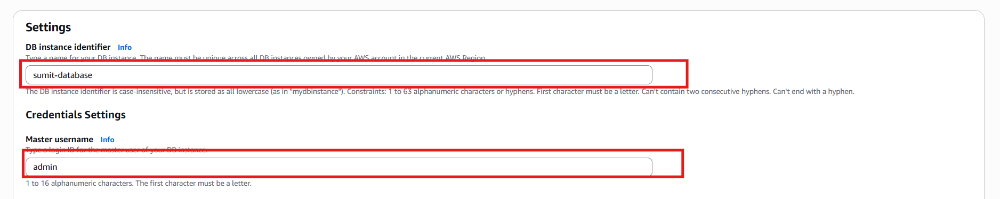 Settings
DB instance identifier Info
Type a name for your DB instance. The name must be unique across all DB instances owned by your AWS account in the current AWS Region.
sumit-database
The DB instance identifier is case-insensitive, but is stored as all lowercase (as in "mydbinstance"). Constraints: 1 to 63 alphanumeric characters or hyphens. First character must be a letter. Can't contain two consecutive hyphens. Can't end with a hyphen.
Credentials Settings
Master username Info
Type a login ID for the master user of your DB instance.
admin
1 to 16 alphanumeric characters. The first character must be a letter.